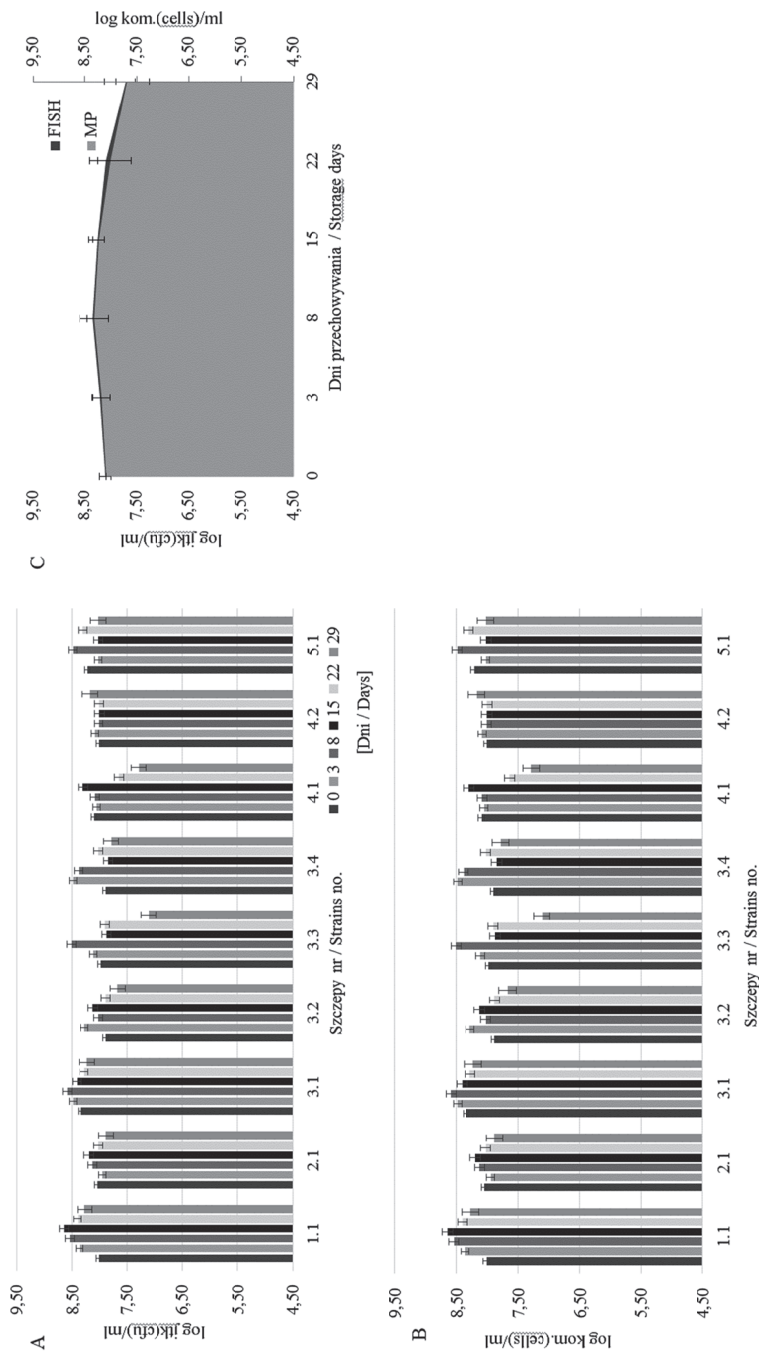 A
9,50
8,50
7,50
6,50
5,50
4,50
log jtk(cfu)/ml
1.1 2.1 3.1 3.2 3.3 3.4 4.1 4.2 5.1
Szczepy nr / Strains no.
0 3 8 15 22 29
[Dni / Days]
B
9,50
8,50
7,50
6,50
5,50
4,50
log kom.(cells)/ml
1.1 2.1 3.1 3.2 3.3 3.4 4.1 4.2 5.1
Szczepy nr / Strains no.
C
9,50
8,50
7,50
6,50
5,50
4,50
log jtk(cfu)/ml
FISH
MP
9,50
8,50
7,50
6,50
5,50
4,50
log kom.(cells)/ml
0 3 8 15 22 29
Dni przechowywania / Storage days